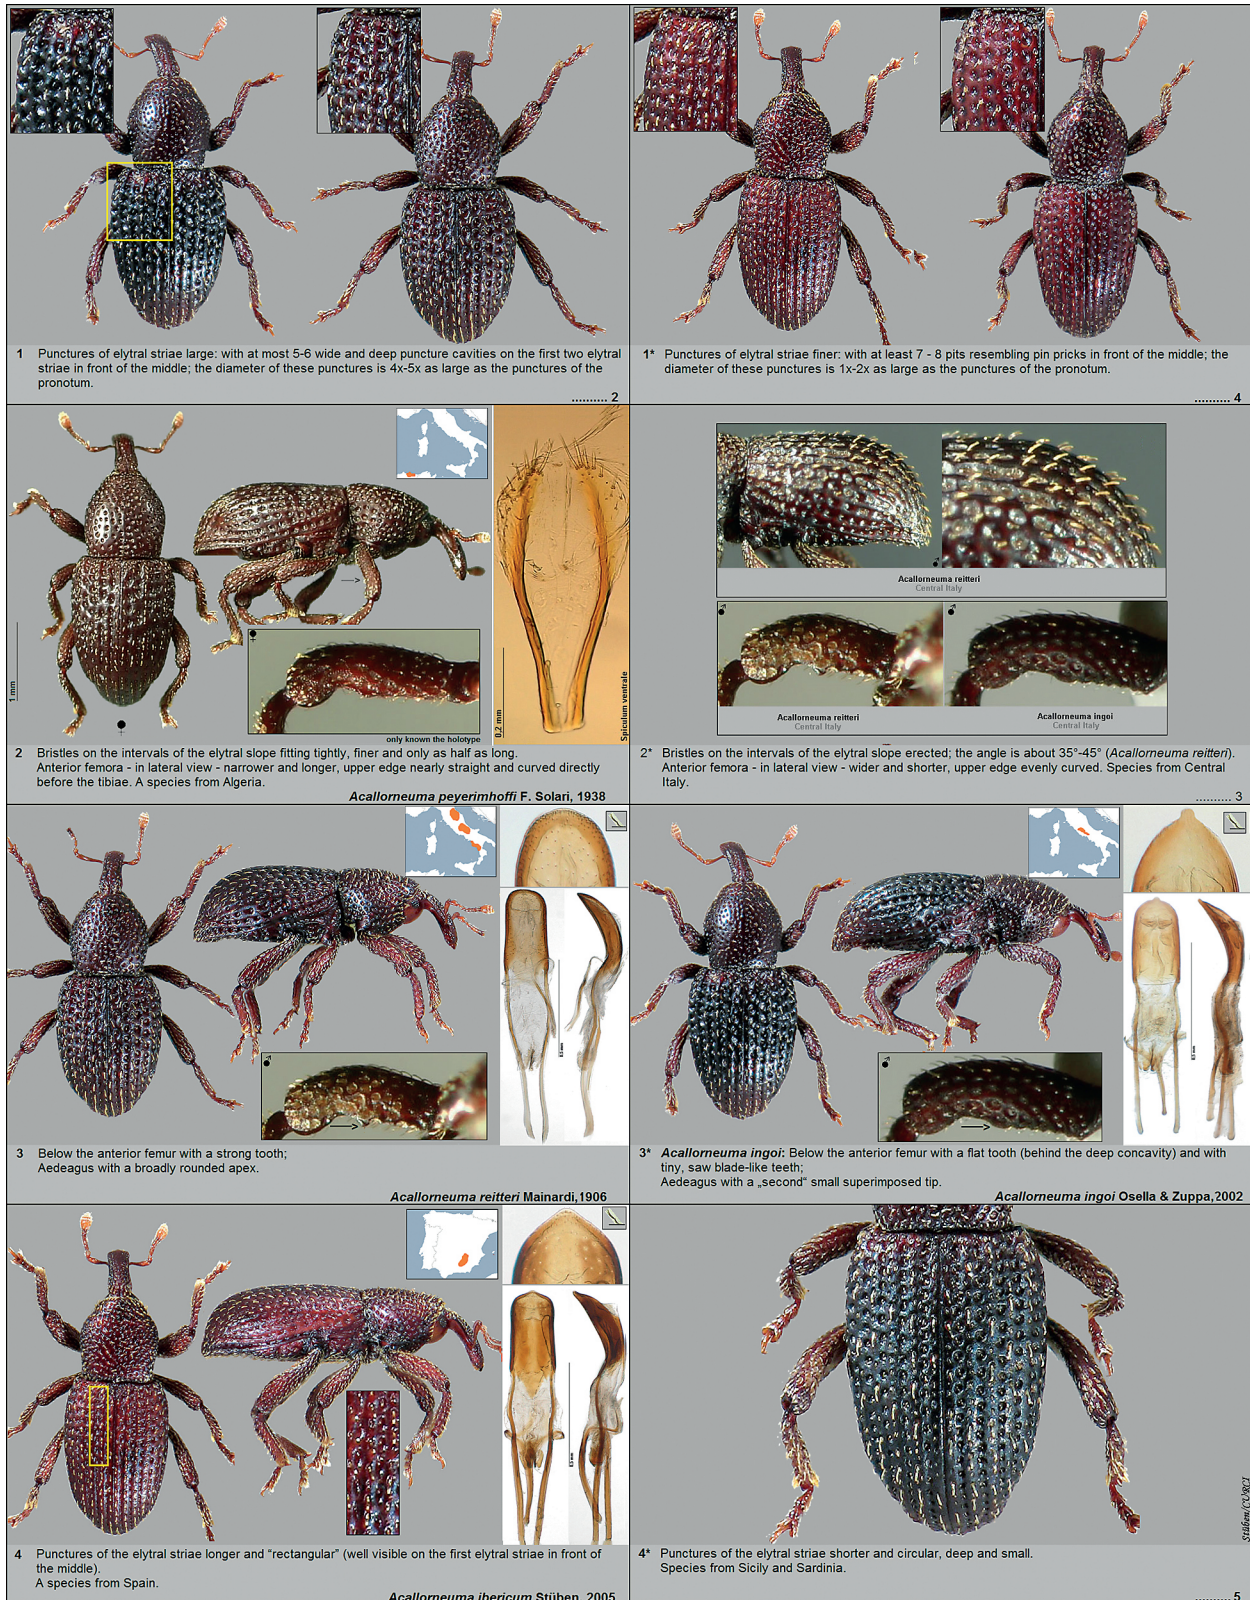 1 Punctures of elytral striae large: with at most 5-6 wide and deep puncture cavities on the first two elytral
striae in front of the middle; the diameter of these punctures is 4x-5x as large as the punctures of the
pronotum.
.......... 2
1* Punctures of elytral striae finer: with at least 7 - 8 pits resembling pin pricks in front of the middle; the
diameter of these punctures is 1x-2x as large as the punctures of the pronotum.
.......... 4
1 mm
only known the holotype
0,2 mm
Spiculum ventrale
2 Bristles on the intervals of the elytral slope fitting tightly, finer and only as half as long.
Anterior femora - in lateral view - narrower and longer, upper edge nearly straight and curved directly
before the tibiae. A species from Algeria.
Acallorneuma peyerimhoffi F. Solari, 1938
Acallorneuma reitteri
Central Italy
Acallorneuma reitteri
Central Italy
Acallorneuma ingoi
Central Italy
2* Bristles on the intervals of the elytral slope erected; the angle is about 35°-45° (Acallorneuma reitteri).
Anterior femora - in lateral view - wider and shorter, upper edge evenly curved. Species from Central
Italy.
.......... 3
0.5 mm
3 Below the anterior femur with a strong tooth;
Aedeagus with a broadly rounded apex.
Acallorneuma reitteri Mainardi,1906
0.5 mm
3* Acallorneuma ingoi: Below the anterior femur with a flat tooth (behind the deep concavity) and with
tiny, saw blade-like teeth;
Aedeagus with a „second“ small superimposed tip.
Acallorneuma ingoi Osella & Zuppa,2002
0.5 mm
4 Punctures of the elytral striae longer and “rectangular” (well visible on the first elytral striae in front of
the middle).
A species from Spain.
Acallorneuma ibericum Stüben, 2005
Stüben/CURCI
4* Punctures of the elytral striae shorter and circular, deep and small.
Species from Sicily and Sardinia.
.......... 5